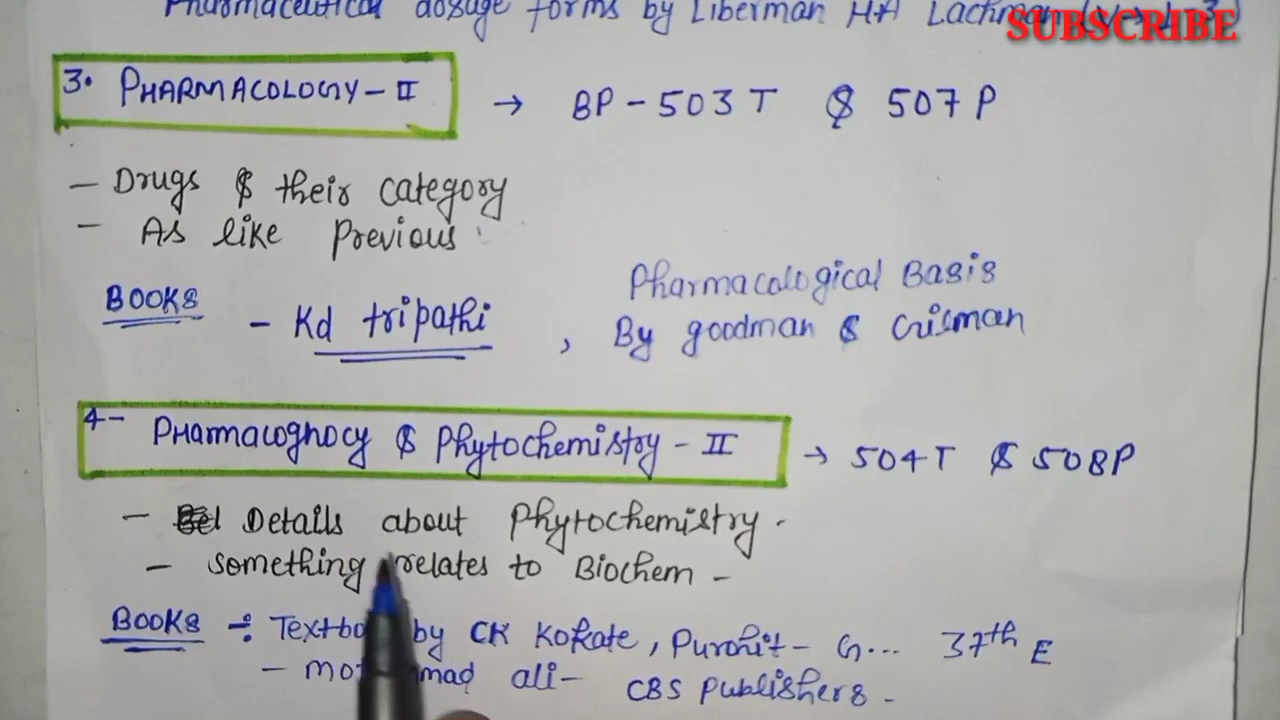 Pharmaceutical dosage forms by Liberman HA Lachman
SUBSCRIBE
3. PHARMACOLOGY - II → BP - 503 T & 507 P
- Drugs & their category
- As like Previous
BOOKS - Kd tripathi , Pharmacological Basis
By goodman & Gilman
4- PHarmacognocy & Phytochemistry - II → 504T & 508P
- Details about Phytochemistry.
- something relates to Biochem -
BOOKS ÷ by CK Kokate, Purohit - G... 37th E
- ali - CBS Publishers -